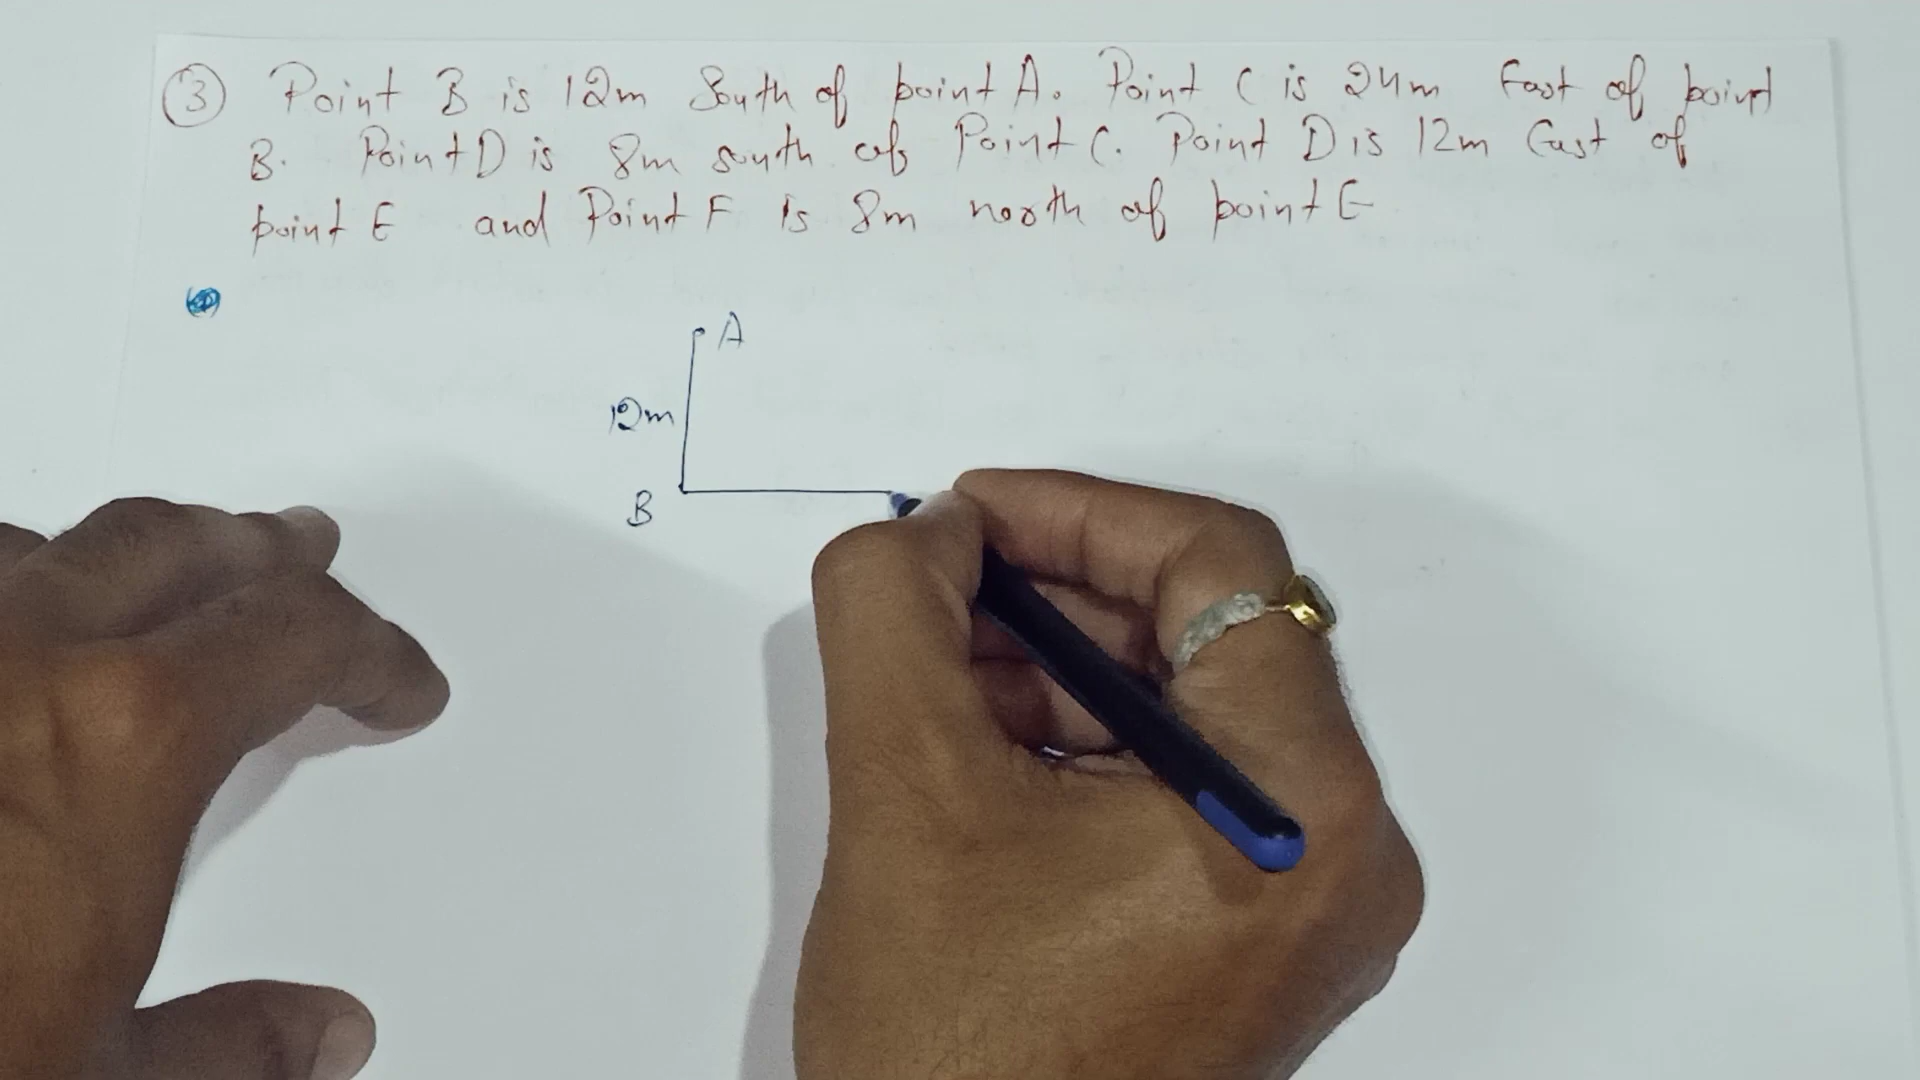 3 Point B is 12m South of point A. Point C is 24m East of point
B. Point D is 8m south of Point C. Point D is 12m East of
point E and Point F is 8m north of point E
A
12m
B